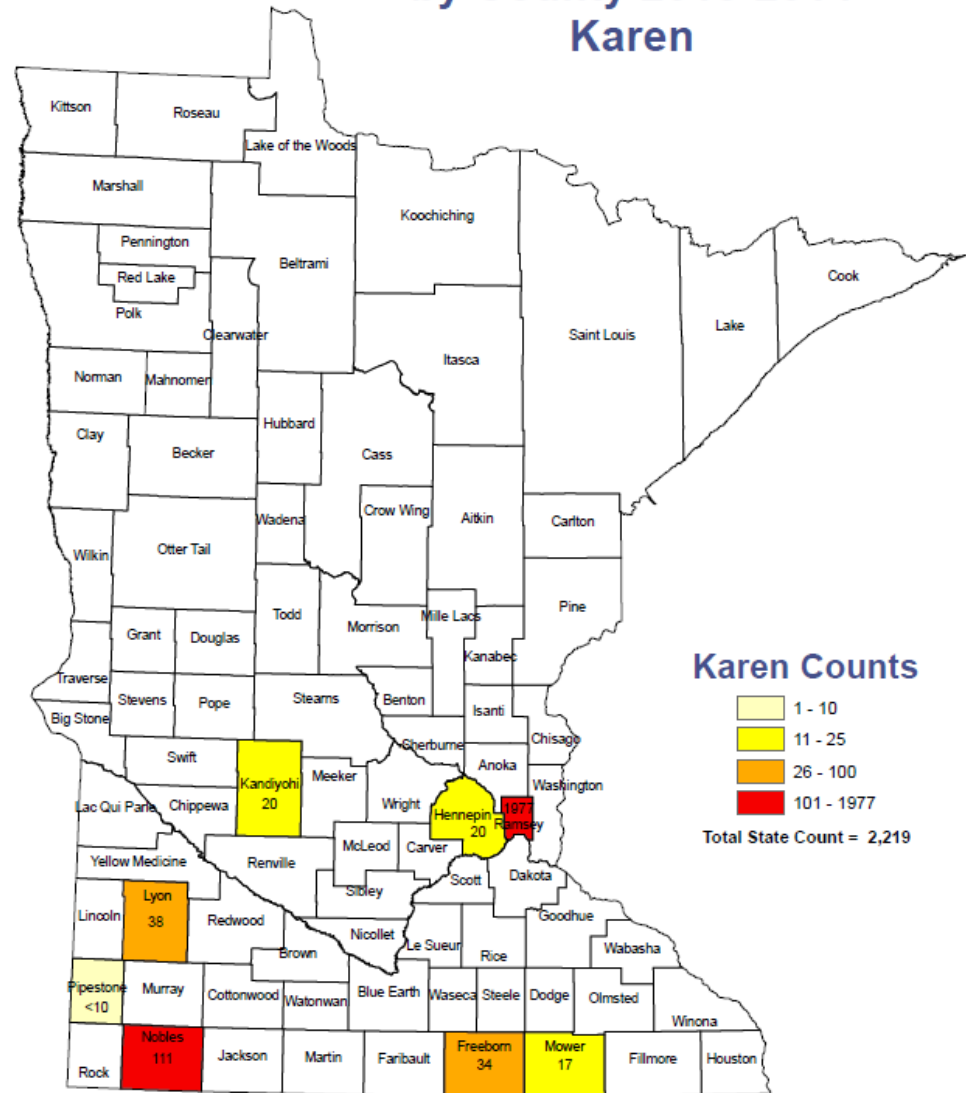 Karen
Kittson
Roseau
Lake of the Woods
Marshall
Koochiching
Pennington
Beltrami
Red Lake
Cook
Polk
Clearwater
Saint Louis
Lake
Itasca
Norman
Mahnomen
Hubbard
Clay
Becker
Cass
Crow Wing
Aitkin
Wadena
Carlton
Otter Tail
Wilkin
Pine
Todd
Mille Lacs
Morrison
Grant
Douglas
Kanabec
Traverse
Stevens
Pope
Stearns
Benton
Isanti
Big Stone
Chisago
Sherburne
Swift
Anoka
Meeker
Washington
Kandiyohi
20
Lac Qui Parle
Chippewa
Wright
Hennepin
20
1977
Ramsey
McLeod
Carver
Yellow Medicine
Renville
Scott
Dakota
Sibley
Lyon
38
Lincoln
Redwood
Goodhue
Nicollet
Le Sueur
Rice
Wabasha
Brown
Pipestone
<10
Murray
Cottonwood
Watonwan
Blue Earth
Waseca
Steele
Dodge
Olmsted
Winona
Nobles
111
Rock
Jackson
Martin
Faribault
Freeborn
34
Mower
17
Fillmore
Houston
Karen Counts
1 - 10
11 - 25
26 - 100
101 - 1977
Total State Count = 2,219